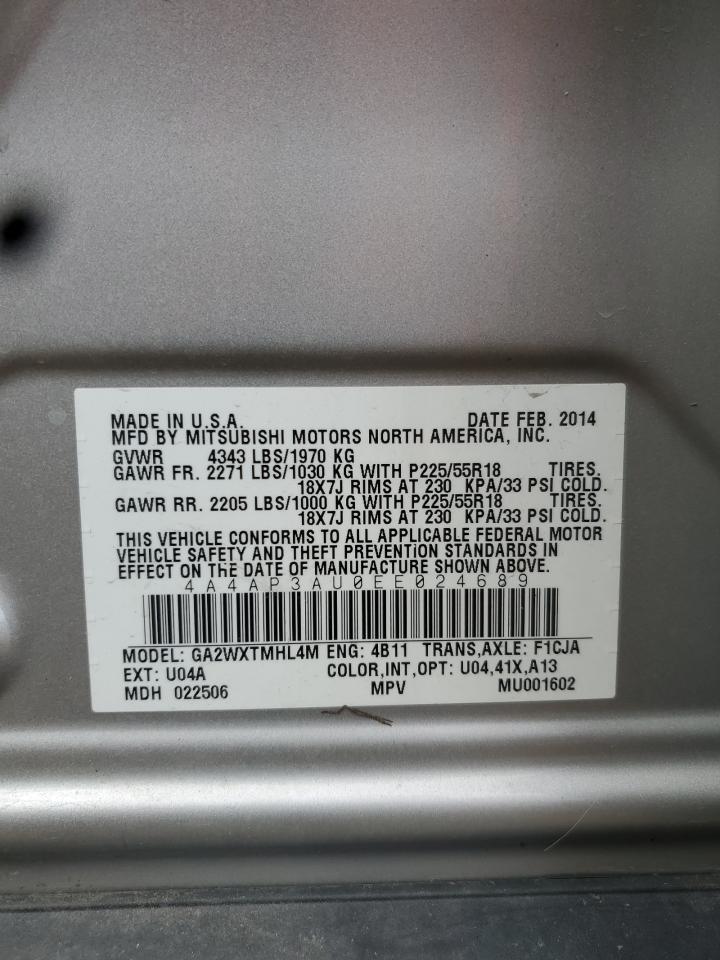 MADE IN U.S.A. DATE FEB. 2014
MFD BY MITSUBISHI MOTORS NORTH AMERICA, INC.
GVWR 4343 LBS/1970 KG
GAWR FR. 2271 LBS/1030 KG WITH P225/55R18 TIRES.
18X7J RIMS AT 230 KPA/33 PSI COLD.
GAWR RR. 2205 LBS/1000 KG WITH P225/55R18 TIRES.
18X7J RIMS AT 230 KPA/33 PSI COLD.
THIS VEHICLE CONFORMS TO ALL APPLICABLE FEDERAL MOTOR
VEHICLE SAFETY AND THEFT PREVENTION STANDARDS IN
EFFECT ON THE DATE OF MANUFACTURE SHOWN ABOVE.
4A4AP3AU0EE024689
MODEL: GA2WXTMHL4M ENG: 4B11 TRANS,AXLE: F1CJA
EXT: U04A COLOR,INT,OPT: U04,41X,A13
MDH 022506 MPV MU001602